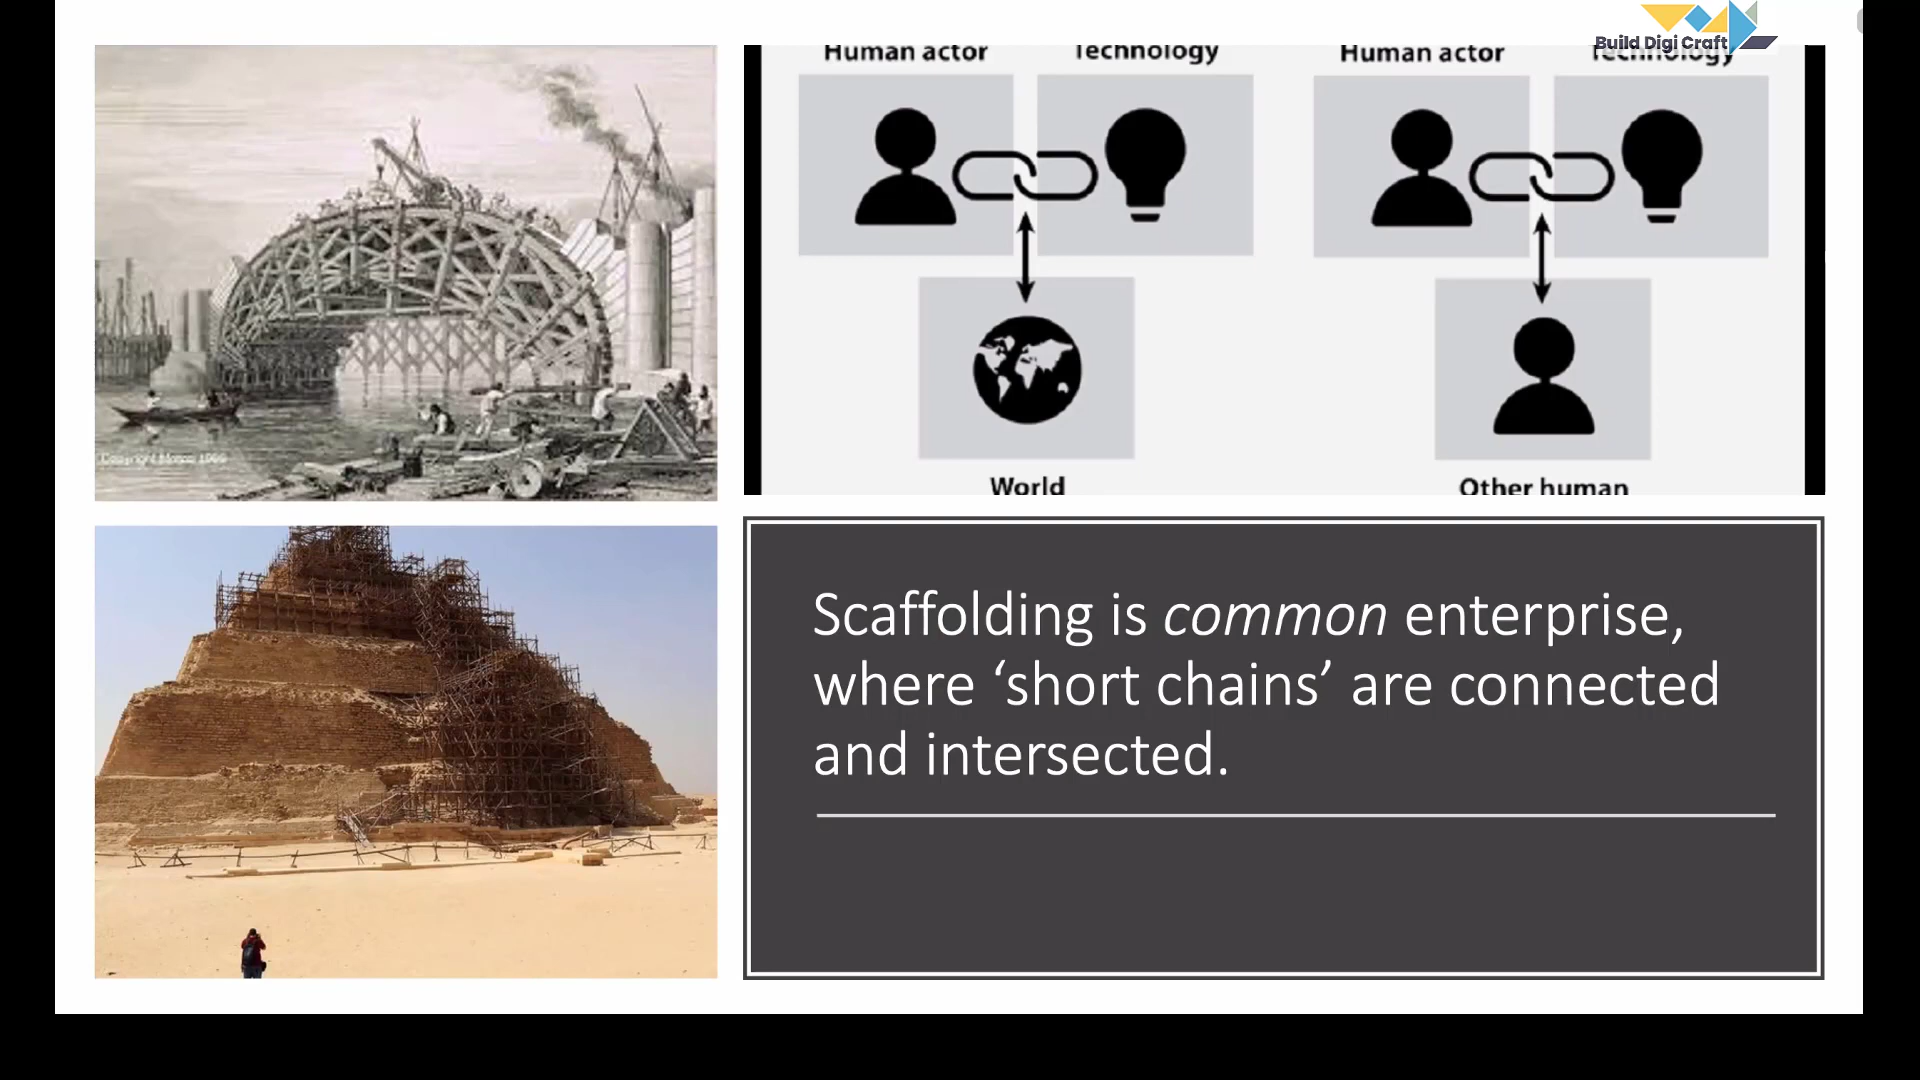 Build Digi Craft
Human actor
Technology
Human actor
Technology
World
Other human
Scaffolding is common enterprise,
where ‘short chains’ are connected
and intersected.